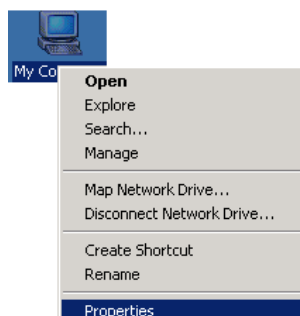 My Co
Open
Explore
Search...
Manage
Map Network Drive...
Disconnect Network Drive...
Create Shortcut
Rename
Properties